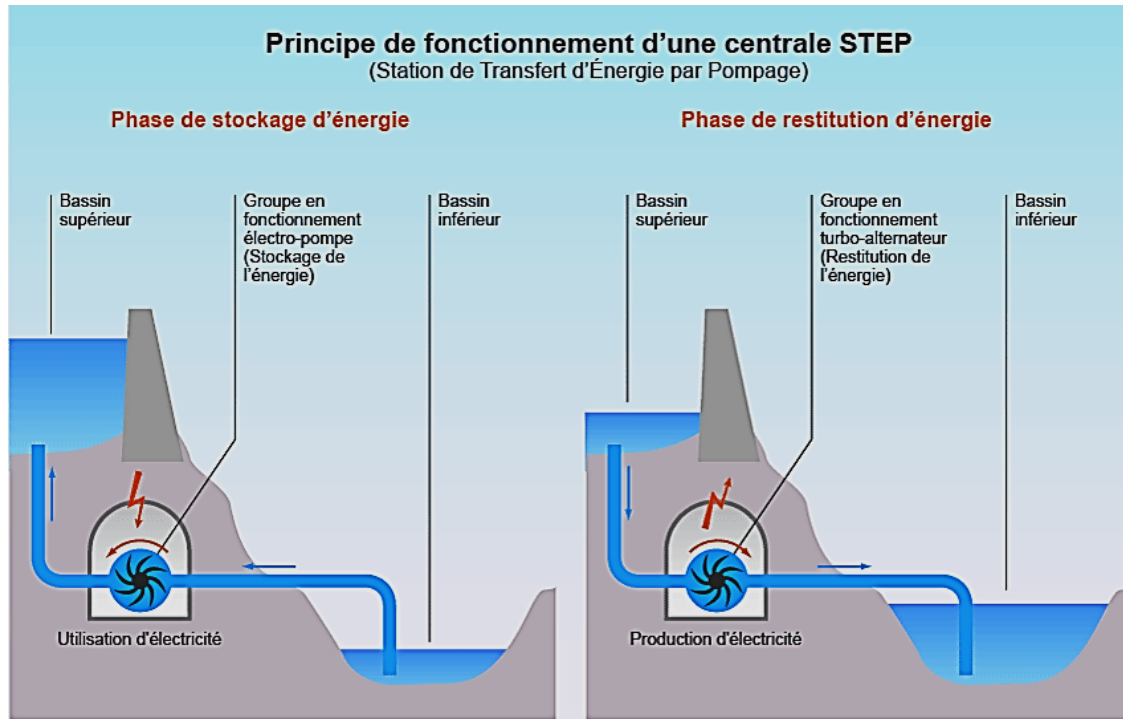 Principe de fonctionnement d'une centrale STEP
(Station de Transfert d'Énergie par Pompage)
Phase de stockage d'énergie
Bassin
supérieur
Groupe en
fonctionnement
électro-pompe
(Stockage de
l'énergie)
Bassin
inférieur
Utilisation d'électricité
Phase de restitution d'énergie
Bassin
supérieur
Groupe en
fonctionnement
turbo-alternateur
(Restitution de
l'énergie)
Bassin
inférieur
Production d'électricité